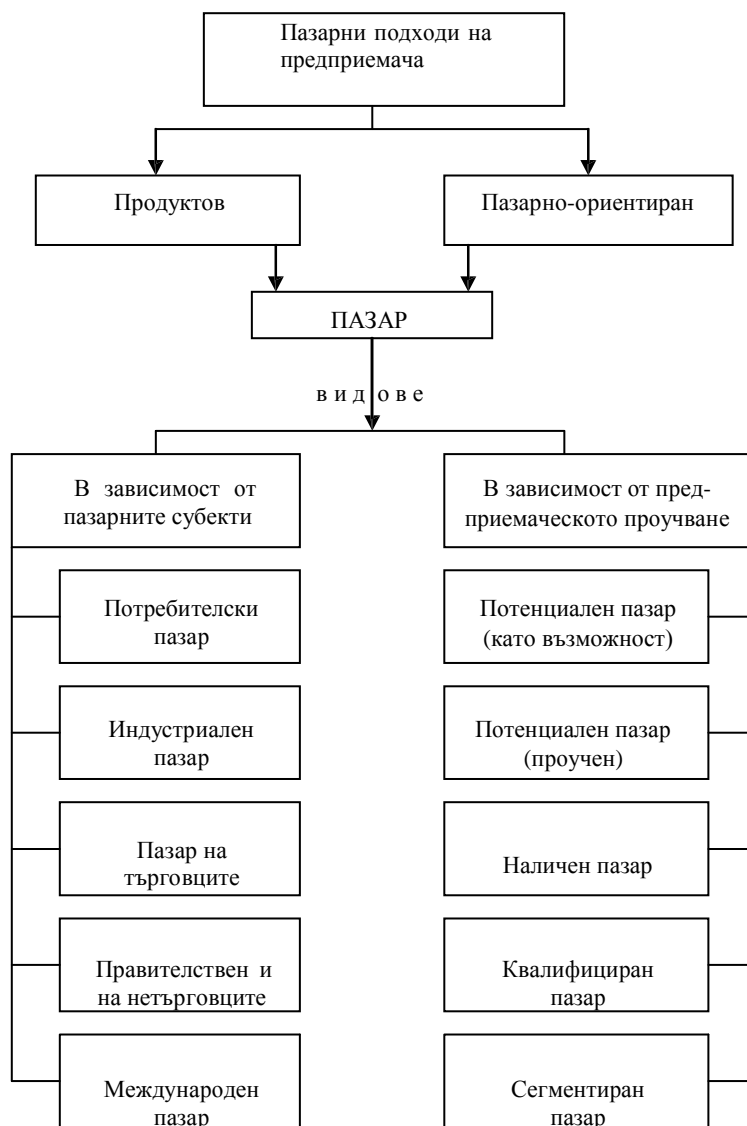 Пазарни подходи на
предприемача
Продуктов
Пазарно-ориентиран
ПАЗАР
в и д о в е
В зависимост от
пазарните субекти
В зависимост от пред-
приемаческото проучване
Потребителски
пазар
Потенциален пазар
(като възможност)
Индустриален
пазар
Потенциален пазар
(проучен)
Пазар на
търговците
Наличен пазар
Правителствен и
на нетърговците
Квалифициран
пазар
Международен
пазар
Сегментиран
пазар